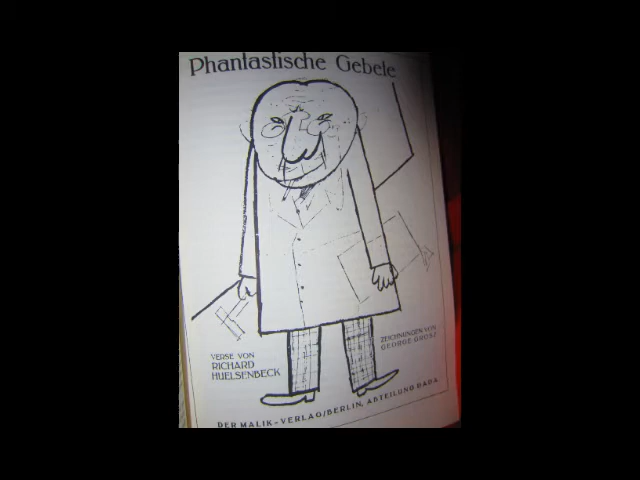 Phantastische Gebete
VERSE VON
RICHARD
HUELSENBECK
ZEICHNUNGEN VON
GEORGE GROSZ
DER MALIK-VERLAG/BERLIN, ABTEILUNG DADA